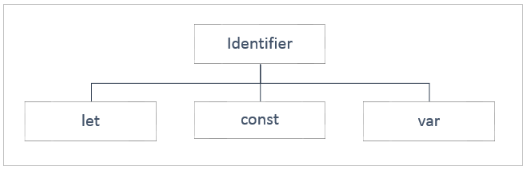 Identifier
let
const
var